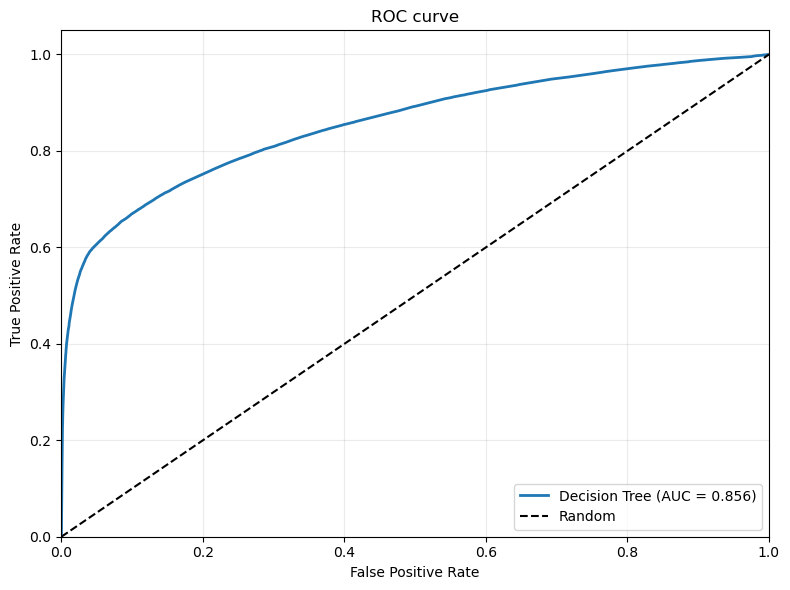 ROC curve
True Positive Rate
1.0
0.8
0.6
0.4
0.2
0.0
0.0 0.2 0.4 0.6 0.8 1.0
False Positive Rate
Decision Tree (AUC = 0.856)
Random